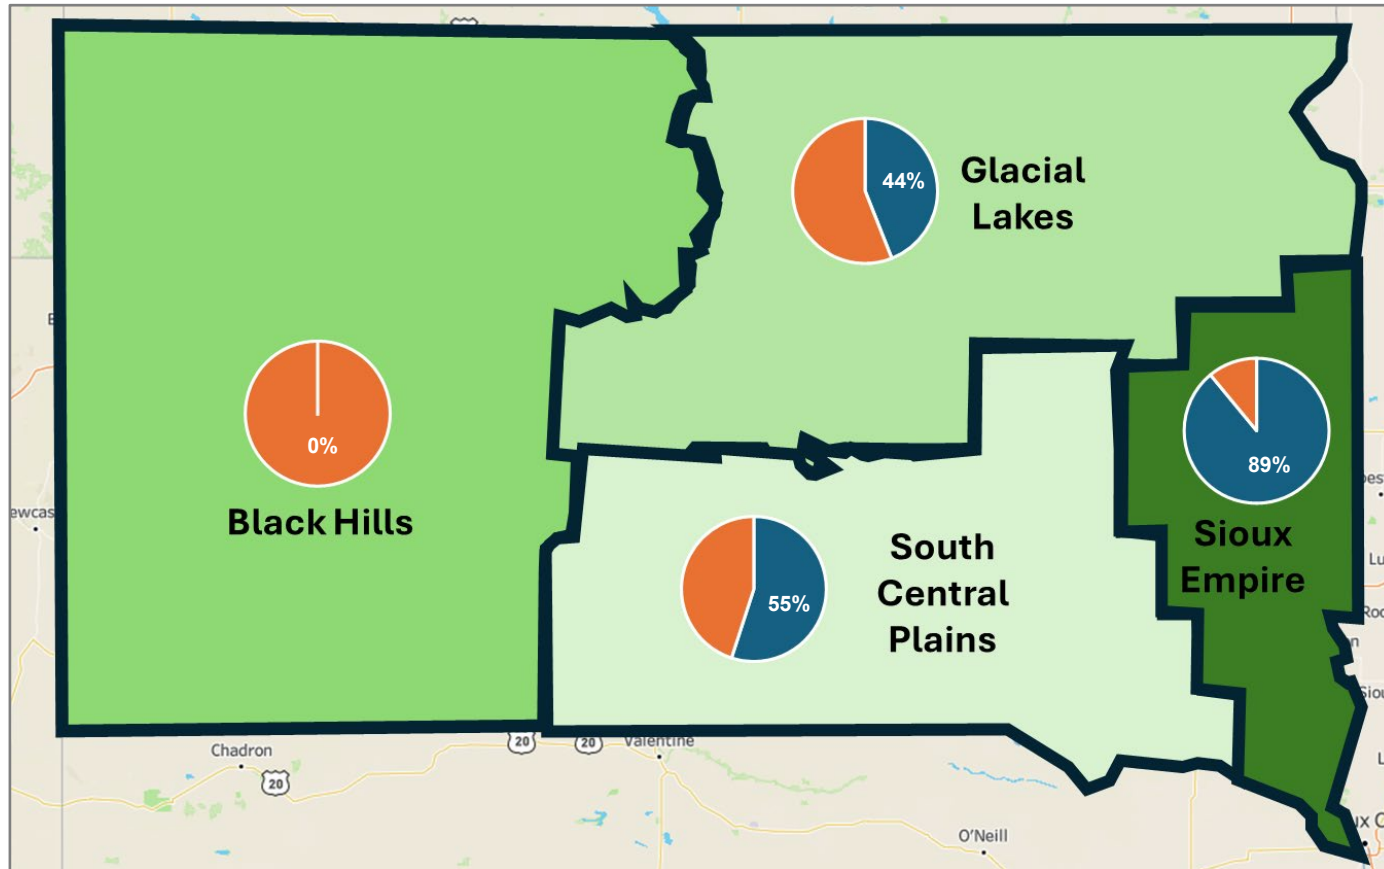 44%
Glacial
Lakes
0%
Black Hills
89%
Sioux
Empire
South
Central
Plains
55%
20
20
Valentine
Chadron
20
O'Neill